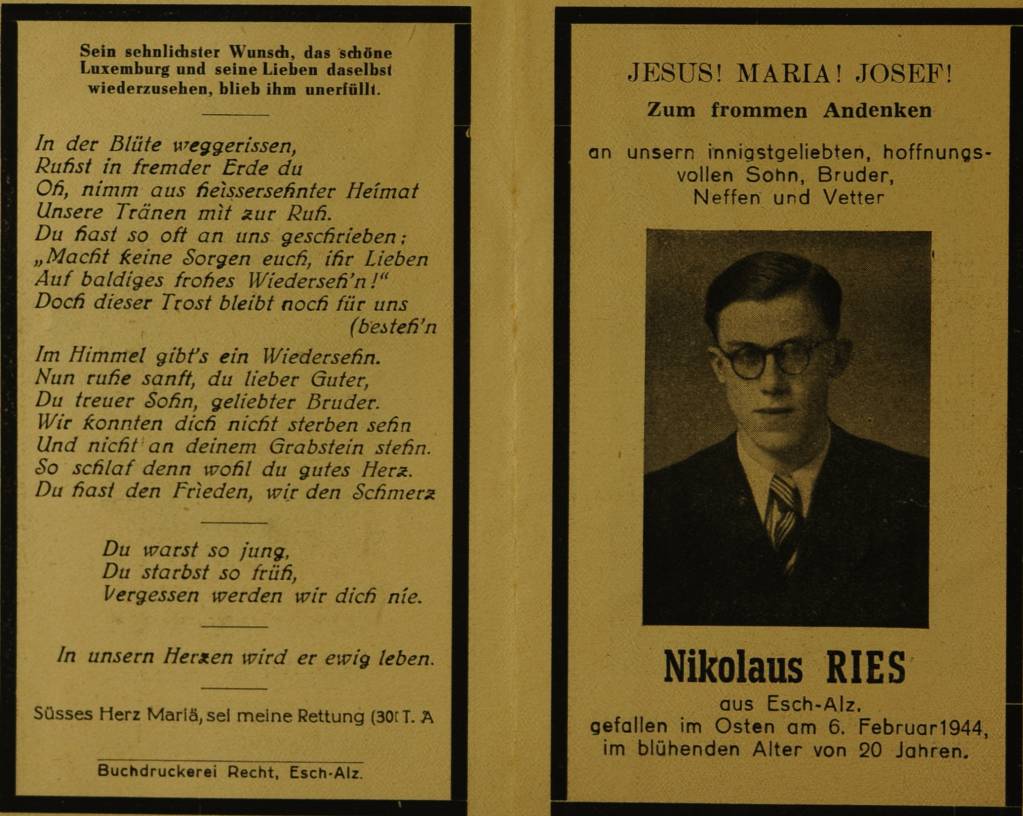 Sein sehnlichster Wunsch, das schöne
Luxemburg und seine Lieben daselbst
wiederzusehen, blieb ihm unerfüllt.
In der Blüte weggerissen,
Ruhst in fremder Erde du
Oh, nimm aus heissersehnter Heimat
Unsere Tränen mit zur Ruh.
Du hast so oft an uns geschrieben;
„Macht keine Sorgen euch, ihr Lieben
Auf baldiges frohes Wiederseh'n!"
Doch dieser Trost bleibt noch für uns
(besteh'n
Im Himmel gibt's ein Wiedersehn.
Nun ruhe sanft, du lieber Guter,
Du treuer Sohn, geliebter Bruder.
Wir konnten dich nicht sterben sehn
Und nicht an deinem Grabstein stehn.
So schlaf denn wohl du gutes Herz.
Du hast den Frieden, wir den Schmerz
Du warst so jung,
Du starbst so früh,
Vergessen werden wir dich nie.
In unsern Herzen wird er ewig leben.
Süsses Herz Mariä, sei meine Rettung (300 T. A
Buchdruckerei Recht, Esch-Alz.
JESUS! MARIA! JOSEF!
Zum frommen Andenken
an unsern innigstgeliebten, hoffnungs-
vollen Sohn, Bruder,
Neffen und Vetter
Nikolaus RIES
aus Esch-Alz.
gefallen im Osten am 6. Februar 1944,
im blühenden Alter von 20 Jahren.